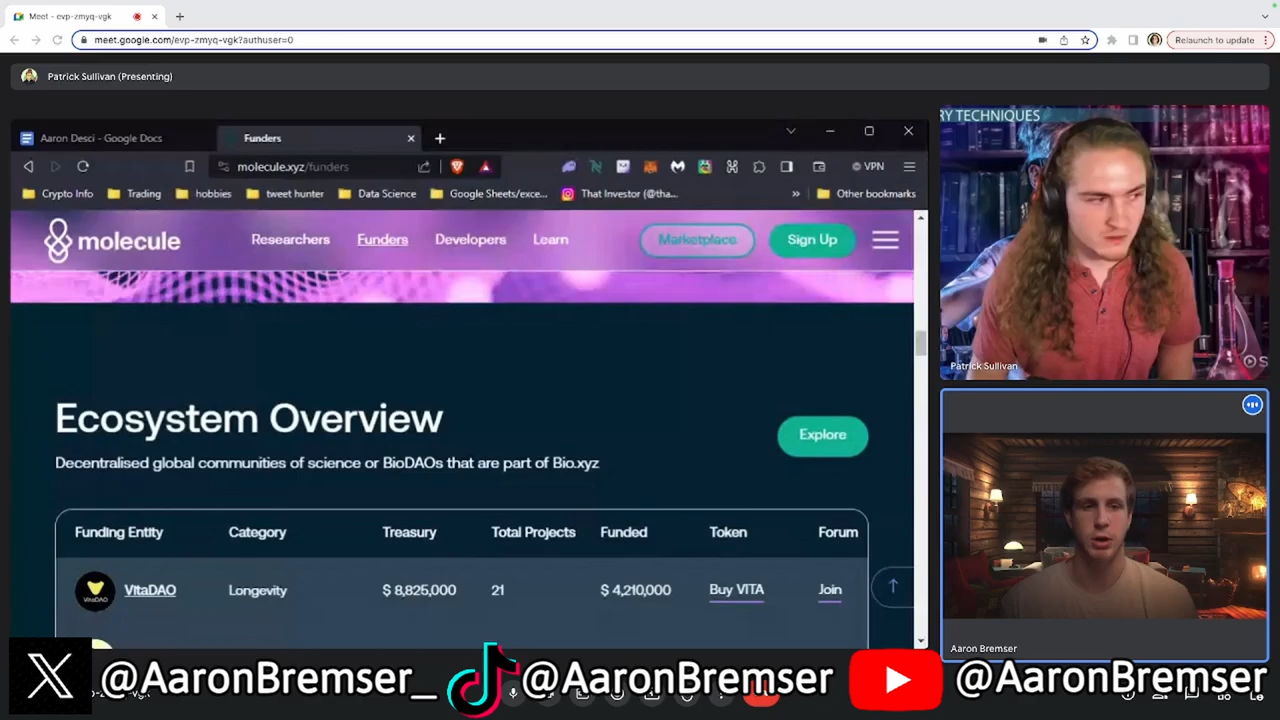 Meet - evp-zmyq-vgk
meet.google.com/evp-zmyq-vgk?authuser=0
Relaunch to update
Patrick Sullivan (Presenting)
Aaron Desci - Google Docs
Funders
molecule.xyz/funders
VPN
Crypto Info
Trading
hobbies
tweet hunter
Data Science
Google Sheets/exce...
That Investor (@tha...
»
Other bookmarks
molecule
Researchers
Funders
Developers
Learn
Marketplace
Sign Up
Ecosystem Overview
Explore
Decentralised global communities of science or BioDAOs that are part of Bio.xyz
Funding Entity Category Treasury Total Projects Funded Token Forum
VitaDAO VitaDAO Longevity $ 8,825,000 21 $ 4,210,000 Buy VITA Join
RY TECHNIQUES
Patrick Sullivan
Aaron Bremser
@AaronBremser_
@AaronBremser
@AaronBremser